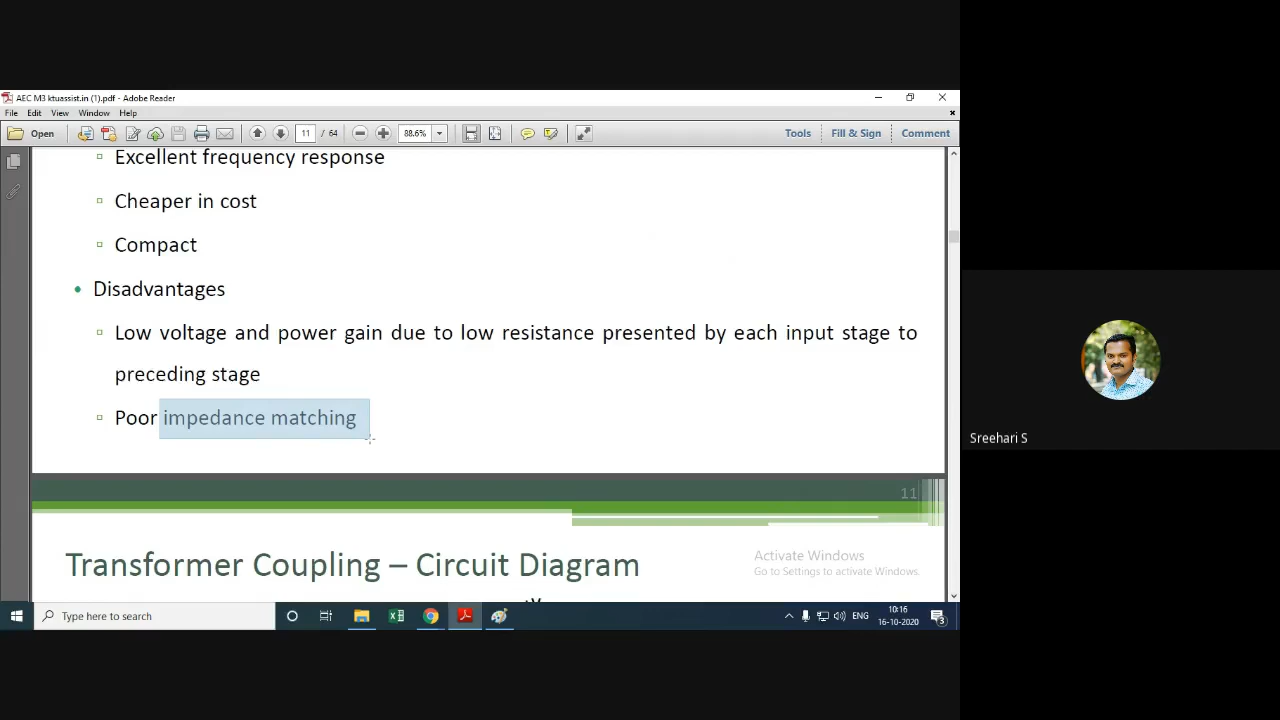 AEC M3 ktuassist.in (1).pdf - Adobe Reader
File Edit View Window Help
Open 11 / 64 88.6% Tools Fill & Sign Comment
Excellent frequency response
Cheaper in cost
Compact
Disadvantages
Low voltage and power gain due to low resistance presented by each input stage to
preceding stage
Poor impedance matching
Sreehari S
11
Transformer Coupling – Circuit Diagram
Activate Windows
Go to Settings to activate Windows.
Type here to search
ENG
10:16
16-10-2020
3